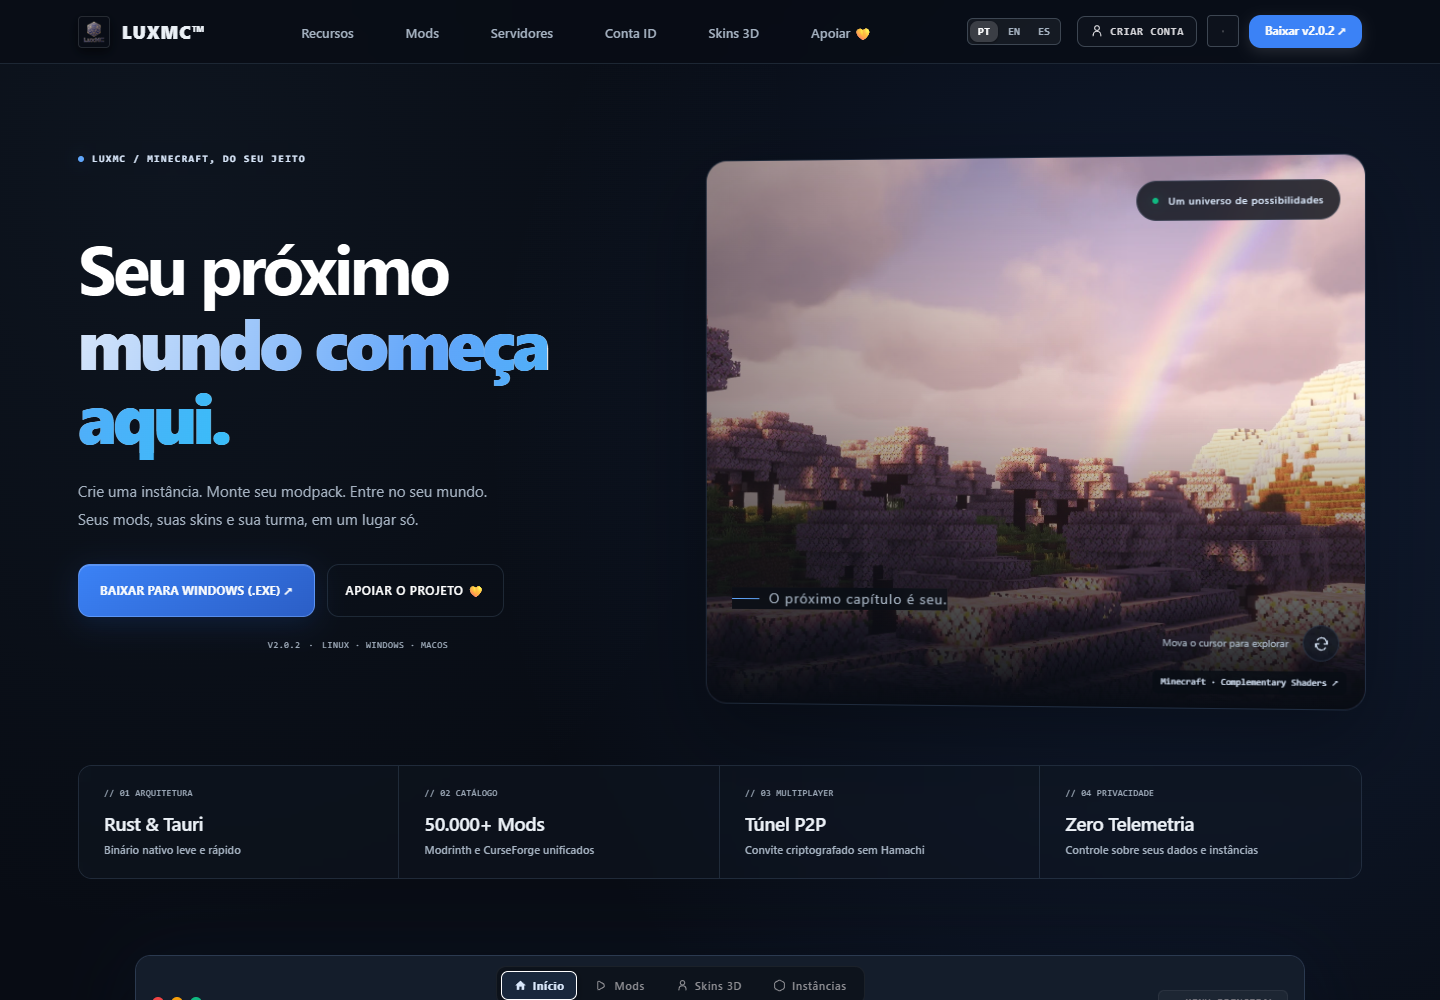 LUXMC™
Recursos
Mods
Servidores
Conta ID
Skins 3D
Apoiar 🧡
PT EN ES
CRIAR CONTA
Baixar v2.0.2 ↗
LUXMC / MINECRAFT, DO SEU JEITO
Seu próximo
mundo começa
aqui.
Crie uma instância. Monte seu modpack. Entre no seu mundo.
Seus mods, suas skins e sua turma, em um lugar só.
BAIXAR PARA WINDOWS (.EXE) ↗
APOIAR O PROJETO 🧡
V2.0.2 · LINUX · WINDOWS · MACOS
Um universo de possibilidades
O próximo capítulo é seu.
Mova o cursor para explorar
Minecraft · Complementary Shaders ↗
// 01 ARQUITETURA
Rust & Tauri
Binário nativo leve e rápido
// 02 CATÁLOGO
50.000+ Mods
Modrinth e CurseForge unificados
// 03 MULTIPLAYER
Túnel P2P
Convite criptografado sem Hamachi
// 04 PRIVACIDADE
Zero Telemetria
Controle sobre seus dados e instâncias
Início
Mods
Skins 3D
Instâncias